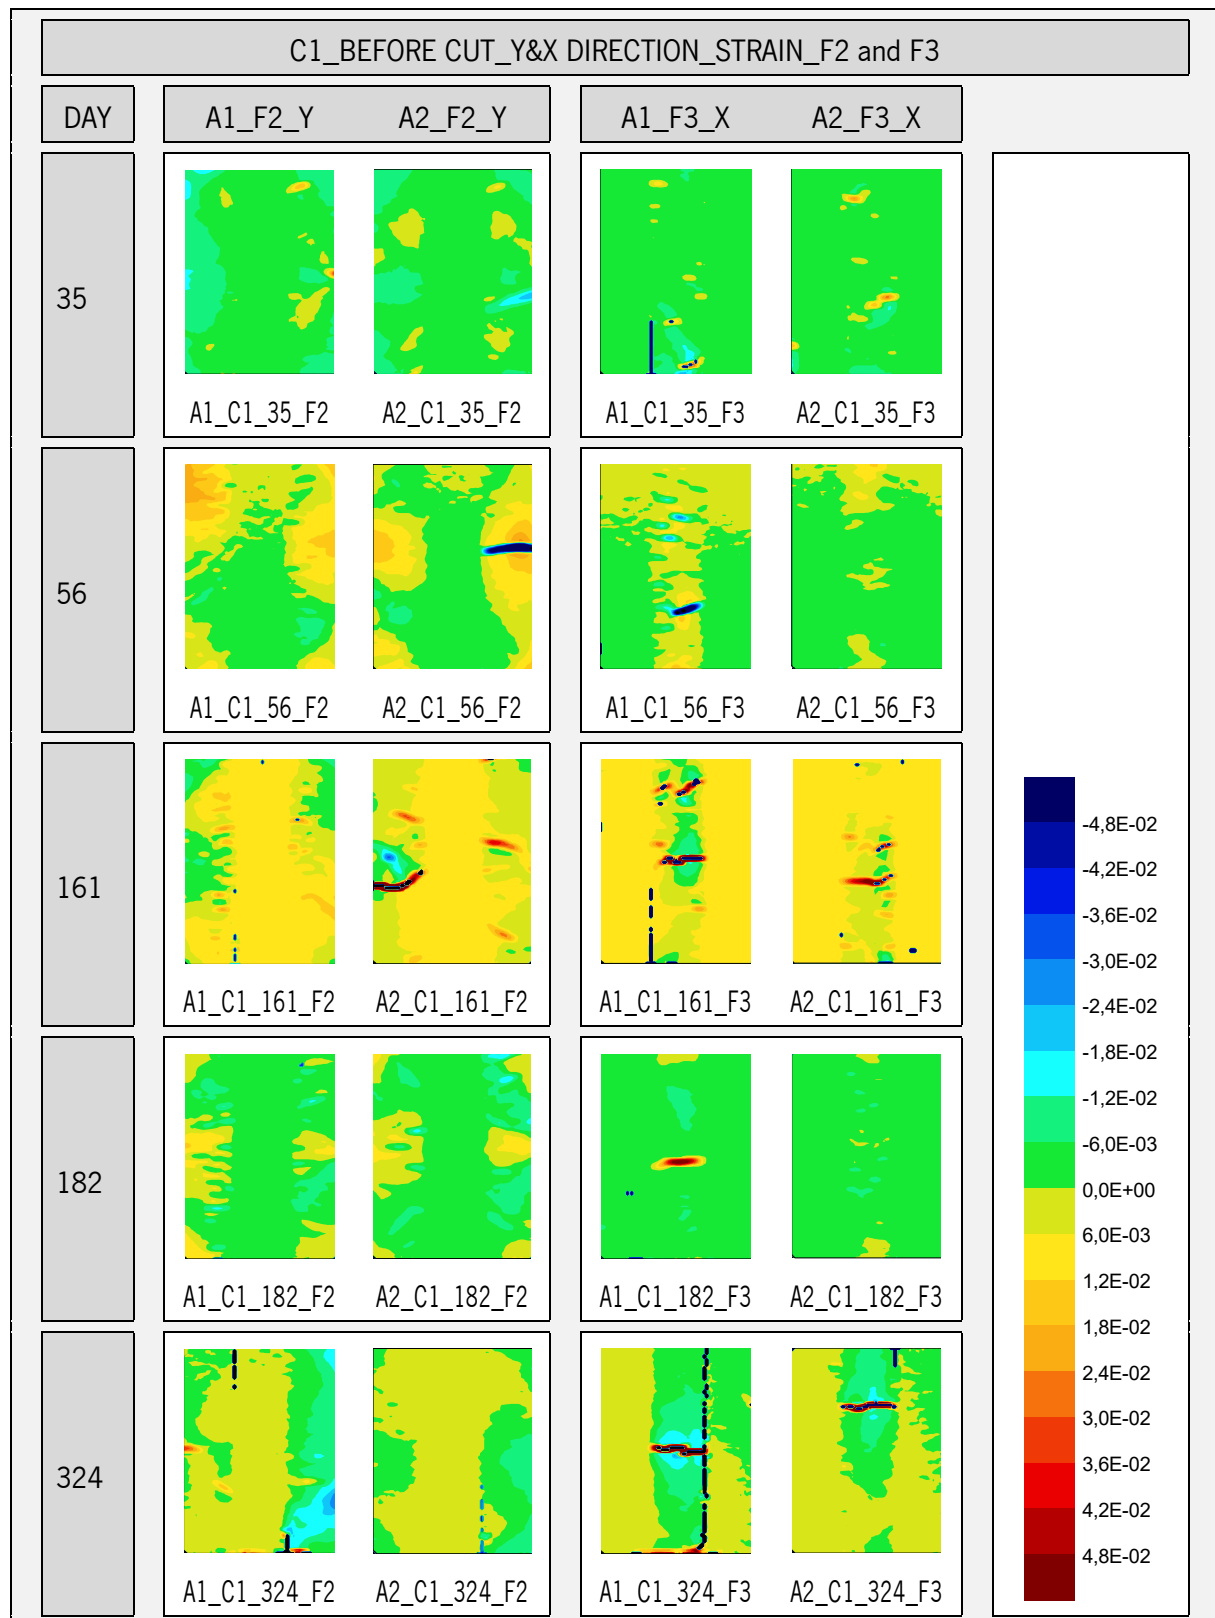 C1_BEFORE CUT_Y&X DIRECTION_STRAIN_F2 and F3
DAY A1_F2_Y A2_F2_Y A1_F3_X A2_F3_X
35
A1_C1_35_F2 A2_C1_35_F2 A1_C1_35_F3 A2_C1_35_F3
56
A1_C1_56_F2 A2_C1_56_F2 A1_C1_56_F3 A2_C1_56_F3
161
A1_C1_161_F2 A2_C1_161_F2 A1_C1_161_F3 A2_C1_161_F3
182
A1_C1_182_F2 A2_C1_182_F2 A1_C1_182_F3 A2_C1_182_F3
324
A1_C1_324_F2 A2_C1_324_F2 A1_C1_324_F3 A2_C1_324_F3
-4,8E-02
-4,2E-02
-3,6E-02
-3,0E-02
-2,4E-02
-1,8E-02
-1,2E-02
-6,0E-03
0,0E+00
6,0E-03
1,2E-02
1,8E-02
2,4E-02
3,0E-02
3,6E-02
4,2E-02
4,8E-02